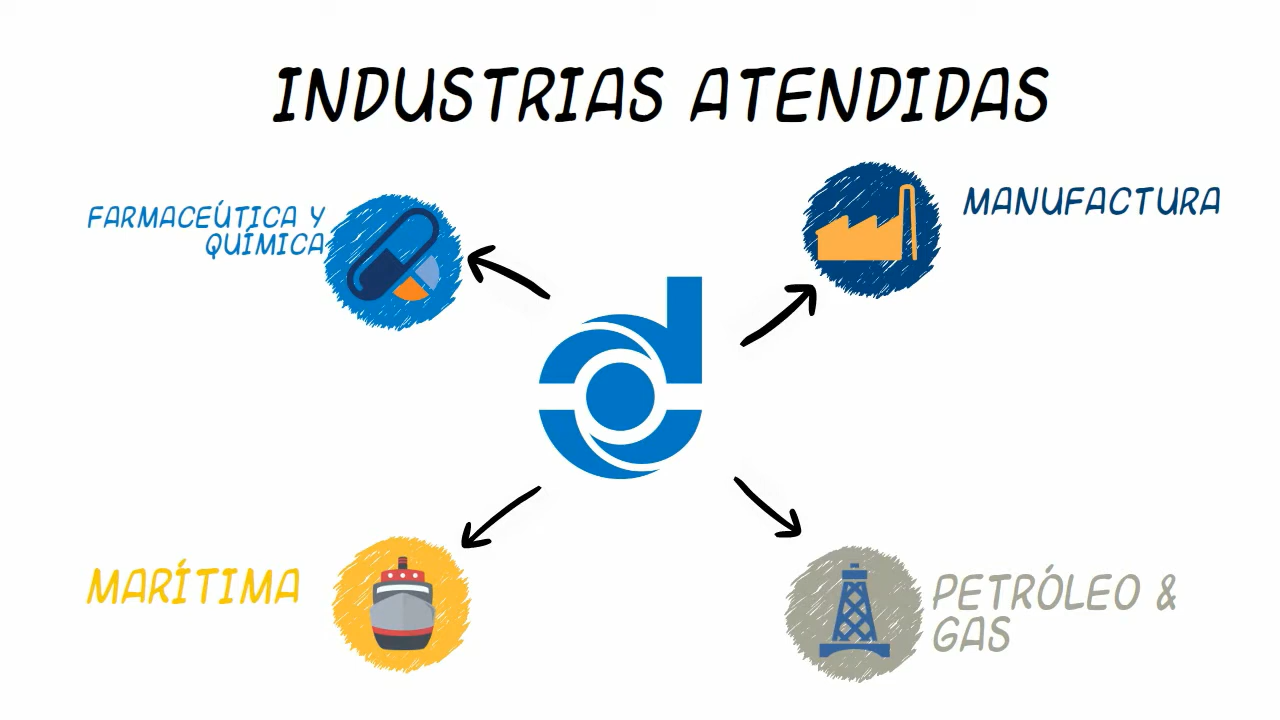 INDUSTRIAS ATENDIDAS
FARMACEÚTICA Y
QUÍMICA
MANUFACTURA
MARÍTIMA
PETRÓLEO &
GAS